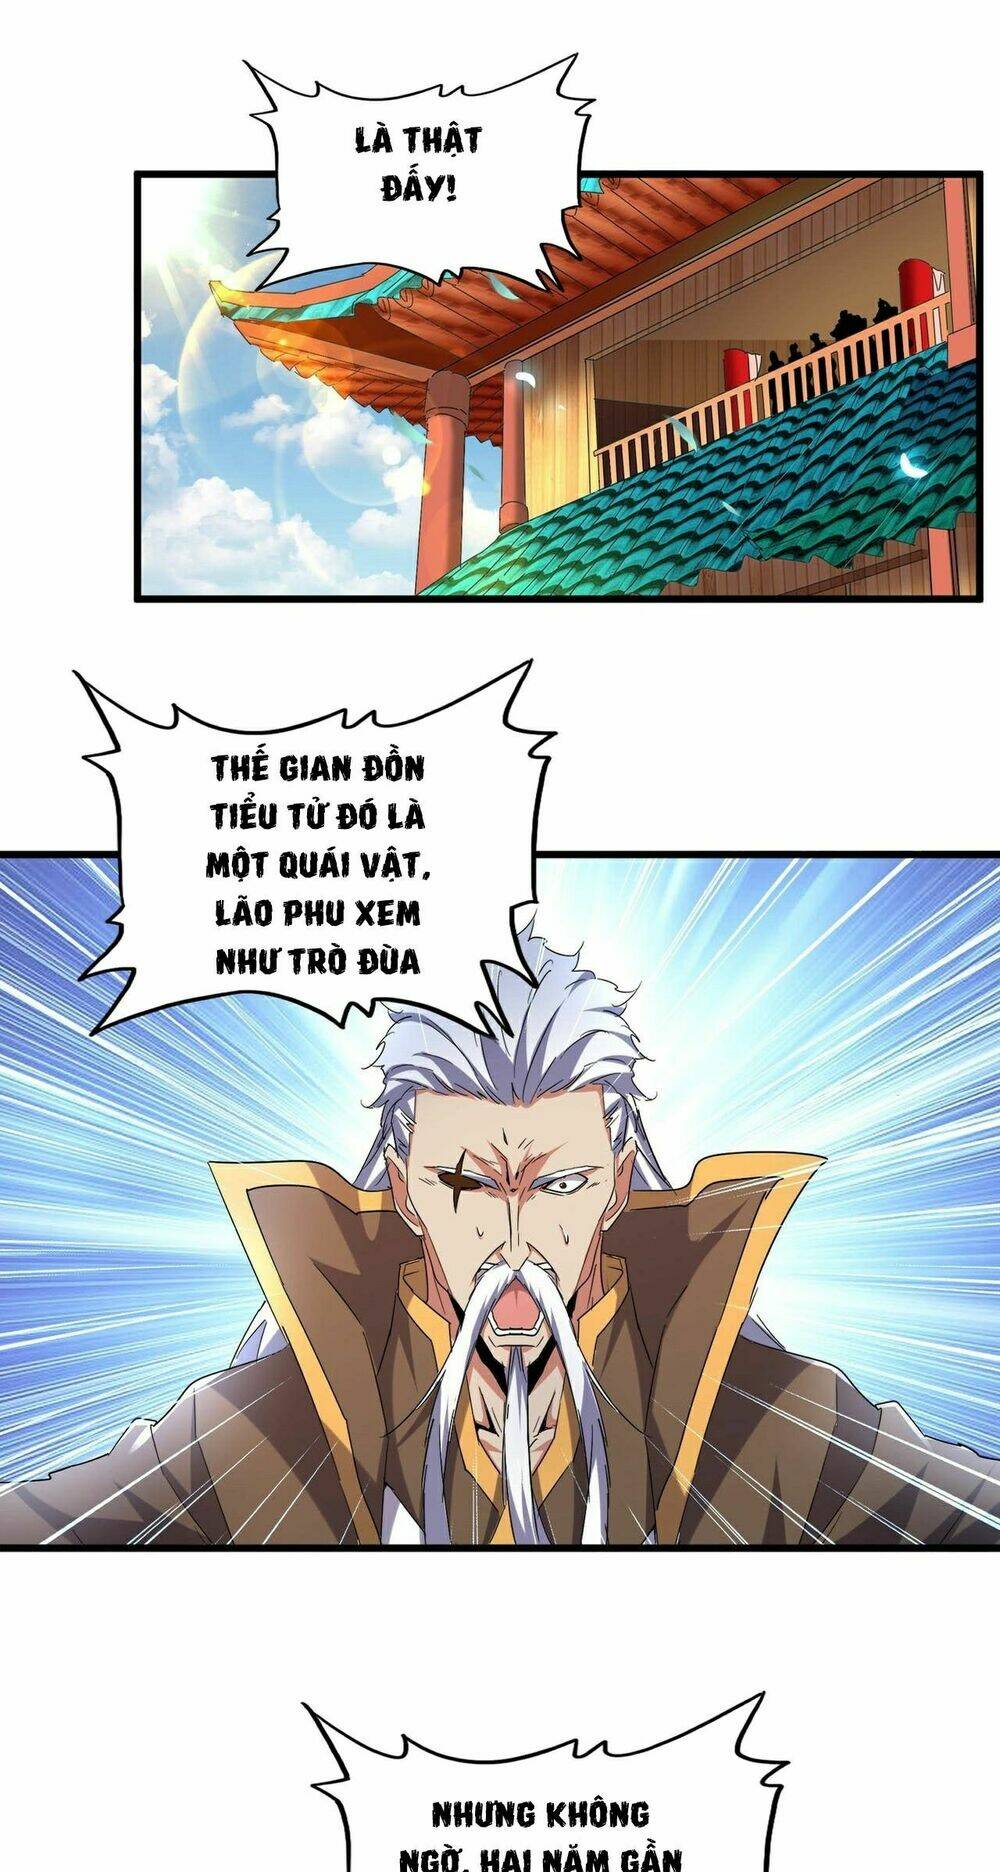 LÀ THẬT
ĐẤY!
THẾ GIAN ĐỒN
TIỂU TỬ ĐÓ LÀ
MỘT QUÁI VẬT,
LÃO PHU XEM
NHƯ TRÒ ĐÙA
NHƯNG KHÔNG
NGỜ, HAI NĂM GẦN